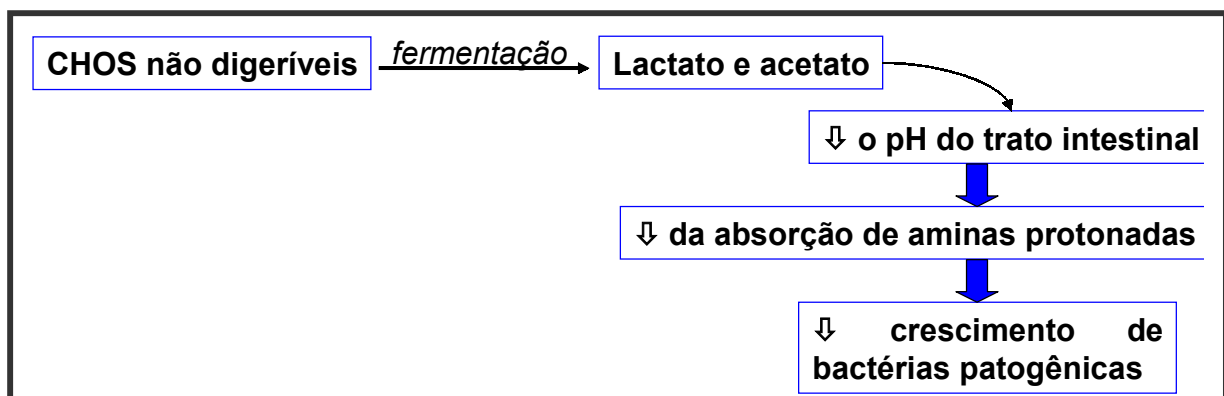 CHOS não digeríveis
fermentação
Lactato e acetato
⇩ o pH do trato intestinal
⇩ da absorção de aminas protonadas
⇩ crescimento de
bactérias patogênicas